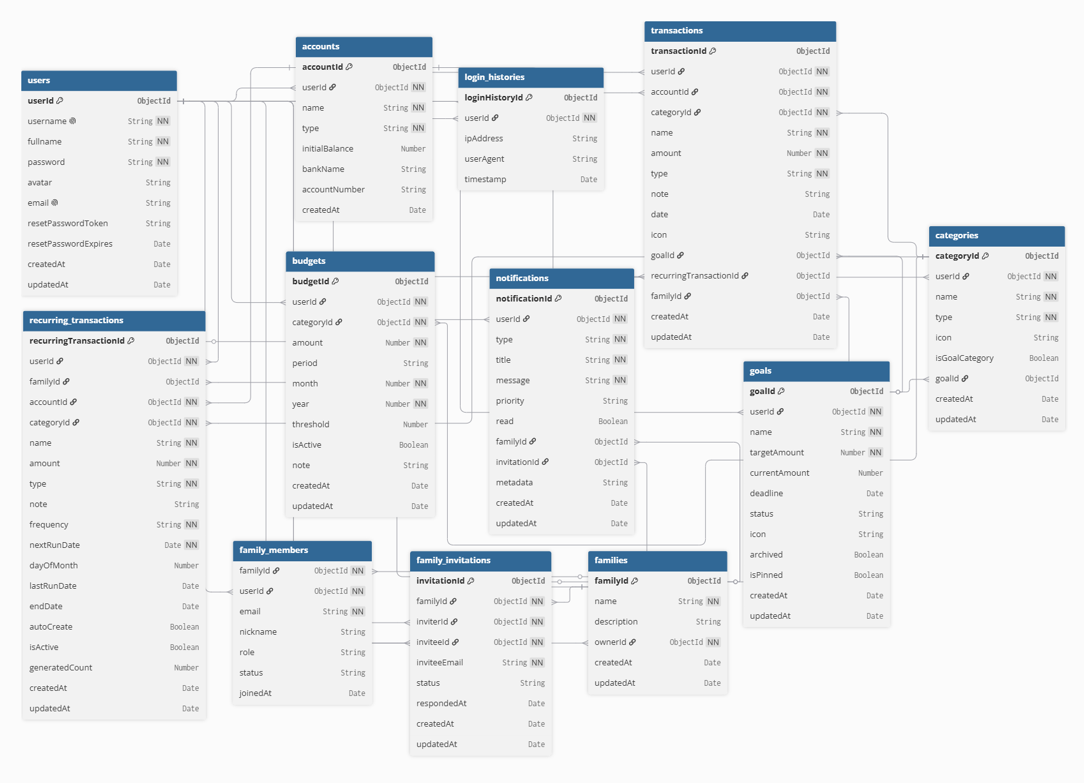 users
userId ObjectId
username String NN
fullname String NN
password String NN
avatar String
email String
resetPasswordToken String
resetPasswordExpires Date
createdAt Date
updatedAt Date
recurring_transactions
recurringTransactionId ObjectId
userId ObjectId NN
familyId ObjectId
accountId ObjectId NN
categoryId ObjectId NN
name String NN
amount Number NN
type String NN
note String
frequency String NN
nextRunDate Date NN
dayOfMonth Number
lastRunDate Date
endDate Date
autoCreate Boolean
isActive Boolean
generatedCount Number
createdAt Date
updatedAt Date
accounts
accountId ObjectId
userId ObjectId NN
name String NN
type String NN
initialBalance Number
bankName String
accountNumber String
createdAt Date
budgets
budgetId ObjectId
userId ObjectId NN
categoryId ObjectId NN
amount Number NN
period String
month Number NN
year Number NN
threshold Number
isActive Boolean
note String
createdAt Date
updatedAt Date
family_members
familyId ObjectId NN
userId ObjectId
email String NN
nickname String
role String
status String
joinedAt Date
login_histories
loginHistoryId ObjectId
userId ObjectId NN
ipAddress String
userAgent String
timestamp Date
notifications
notificationId ObjectId
userId ObjectId NN
type String NN
title String NN
message String NN
priority String
read Boolean
familyId ObjectId
invitationId ObjectId
metadata String
createdAt Date
updatedAt Date
family_invitations
invitationId ObjectId
familyId ObjectId NN
inviterId ObjectId NN
inviteeId ObjectId NN
inviteeEmail String NN
status String
respondedAt Date
createdAt Date
updatedAt Date
families
familyId ObjectId
name String NN
description String
ownerId ObjectId NN
createdAt Date
updatedAt Date
transactions
transactionId ObjectId
userId ObjectId NN
accountId ObjectId NN
categoryId ObjectId NN
name String NN
amount Number NN
type String NN
note String
date Date
icon String
goalId ObjectId
recurringTransactionId ObjectId
familyId ObjectId
createdAt Date
updatedAt Date
goals
goalId ObjectId
userId ObjectId NN
name String NN
targetAmount Number NN
currentAmount Number
deadline Date
status String
icon String
archived Boolean
isPinned Boolean
createdAt Date
updatedAt Date
categories
categoryId ObjectId
userId ObjectId NN
name String NN
type String NN
icon String
isGoalCategory Boolean
goalId ObjectId
createdAt Date
updatedAt Date